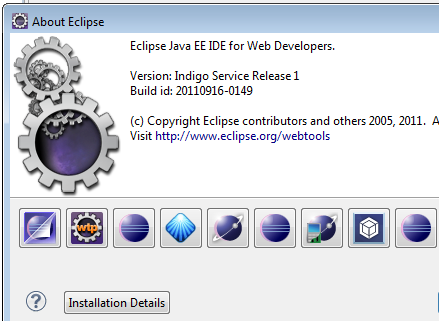 About Eclipse
Eclipse Java EE IDE for Web Developers.
Version: Indigo Service Release 1
Build id: 20110916-0149
(c) Copyright Eclipse contributors and others 2005, 2011. A
Visit http://www.eclipse.org/webtools
wtp
?
Installation Details